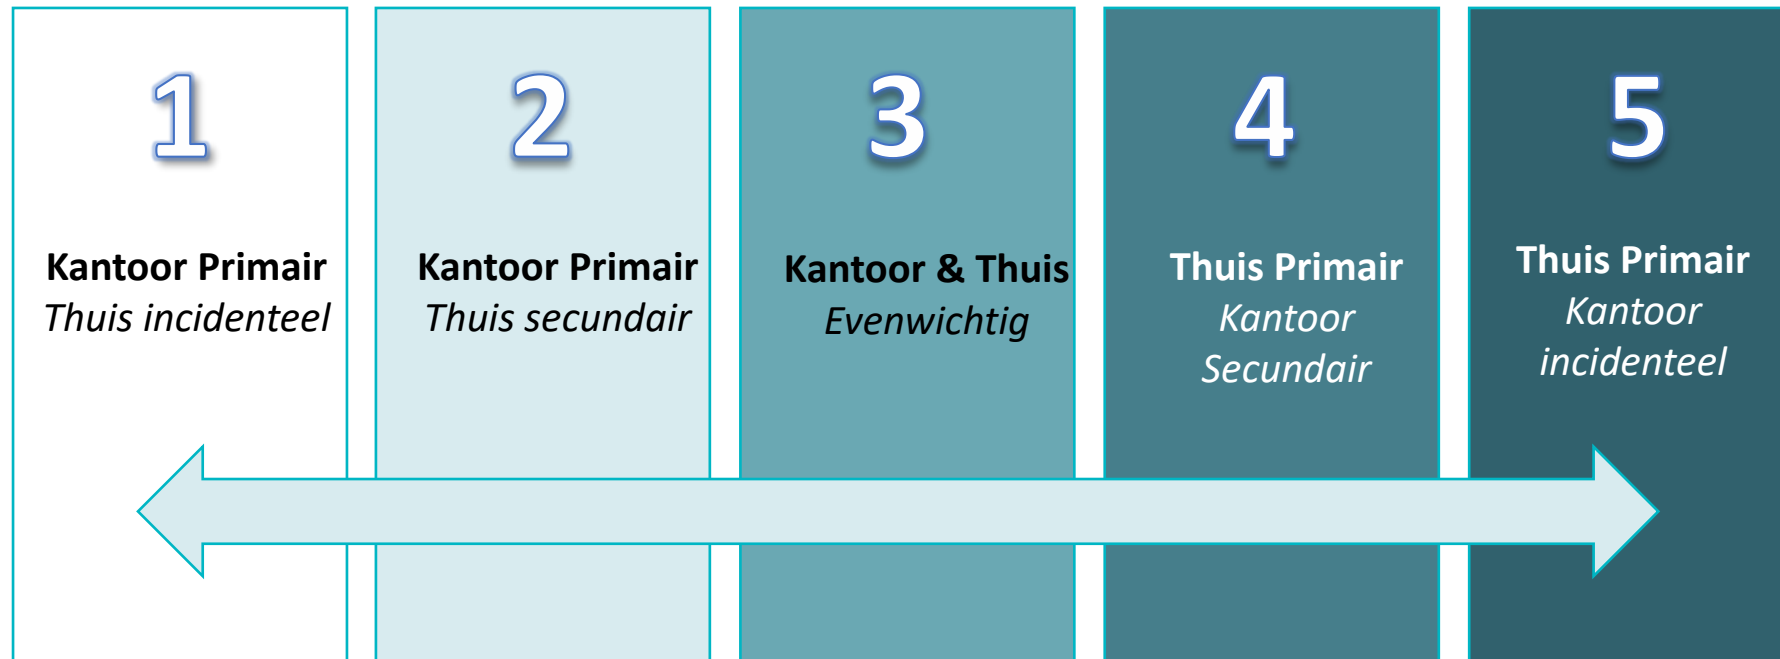 1
Kantoor Primair
Thuis incidenteel
2
Kantoor Primair
Thuis secundair
3
Kantoor & Thuis
Evenwichtig
4
Thuis Primair
Kantoor
Secundair
5
Thuis Primair
Kantoor
incidenteel